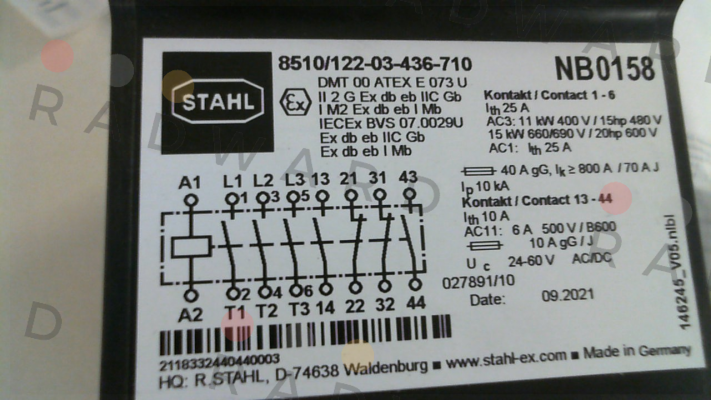 8510/122-03-436-710
NB0158
STAHL
Ex
DMT 00 ATEX E 073 U
II 2 G Ex db eb IIC Gb
I M2 Ex db eb I Mb
IECEx BVS 07.0029U
Ex db eb IIC Gb
Ex db eb I Mb
Kontakt / Contact 1 - 6
Ith 25 A
AC3: 11 kW 400 V / 15hp 480 V
15 kW 660/690 V / 20hp 600 V
AC1: Ith 25 A
40 A gG, Ik ≥ 800 A / 70 A J
Ip 10 kA
Kontakt / Contact 13 - 44
Ith 10 A
AC11: 6 A 500 V / B600
10 A gG / J
Uc 24-60 V AC/DC
027891/10
Date: 09.2021
146245_V05.nlbl
A1 L1 L2 L3 13 21 31 43
1 3 5
2 4 6
A2 T1 T2 T3 14 22 32 44
2118332440440003
HQ: R.STAHL, D-74638 Waldenburg ■ www.stahl-ex.com ■ Made in Germany
RADWARD
RAD
RAD
D
RADWARD